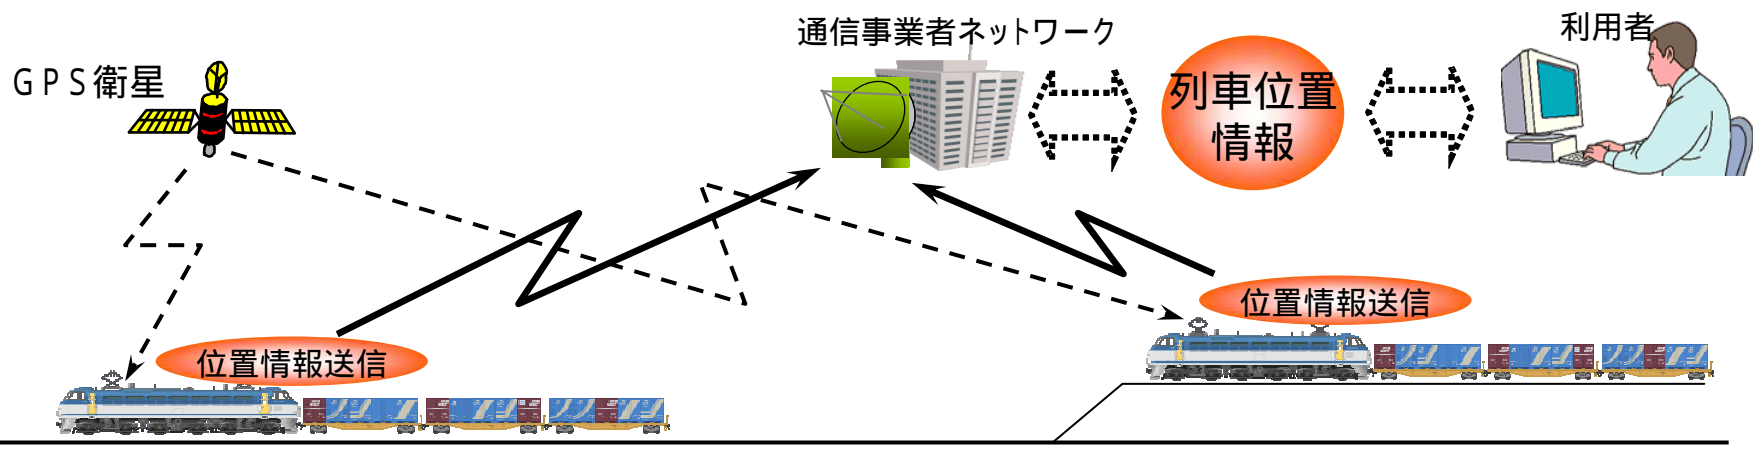 通信事業者ネットワーク
利用者
GPS衛星
列車位置
情報
位置情報送信
位置情報送信